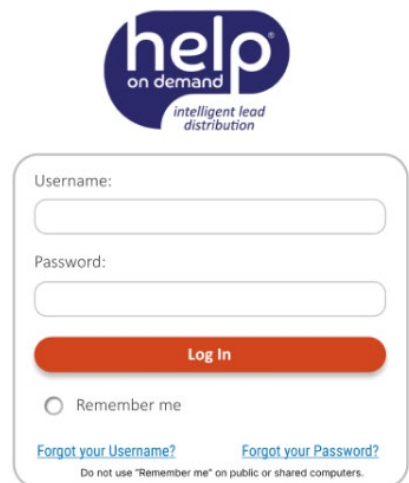 help®
on demand
intelligent lead
distribution
Username:
Password:
Log In
Remember me
Forgot your Username? Forgot your Password?
Do not use "Remember me" on public or shared computers.